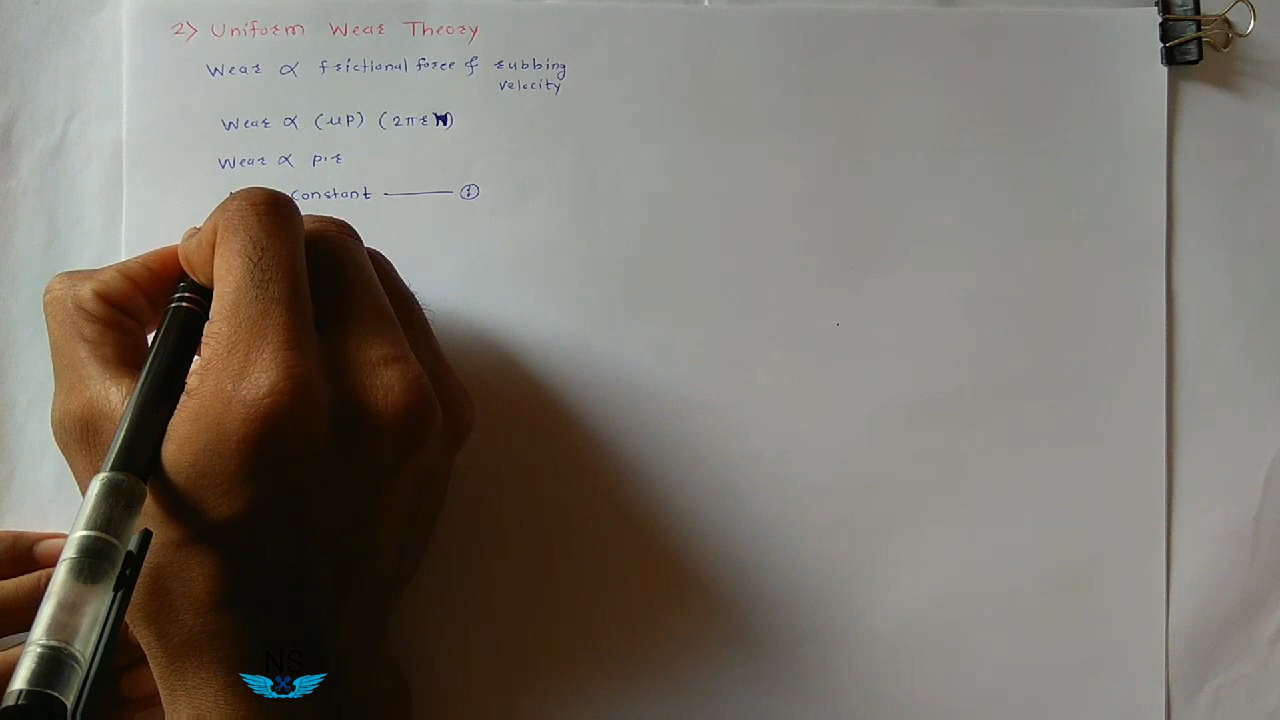 2> Uniform Wear Theory
Wear ∝ frictional force & rubbing
velocity
Wear ∝ (μP) (2πrN)
Wear ∝ p.r
Constant ——— ①
NS